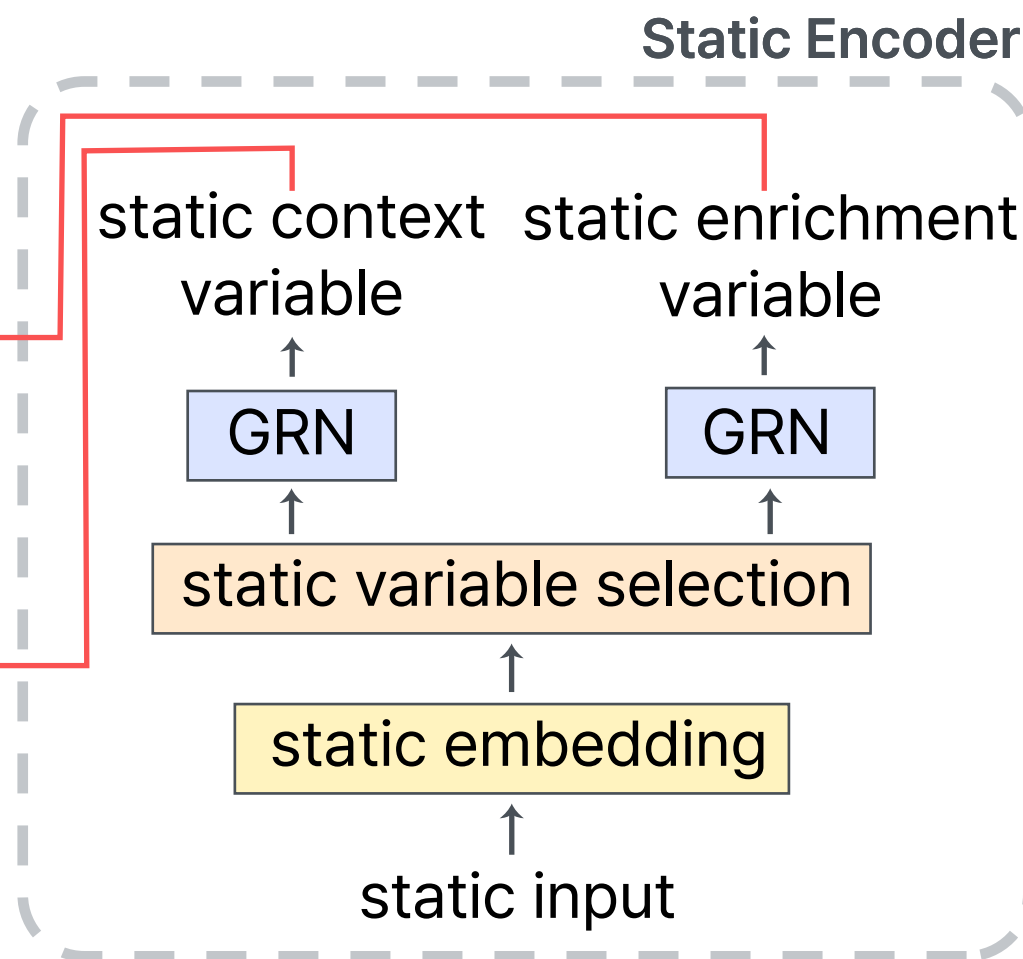 Static Encoder
static context
variable
static enrichment
variable
GRN
GRN
static variable selection
static embedding
static input